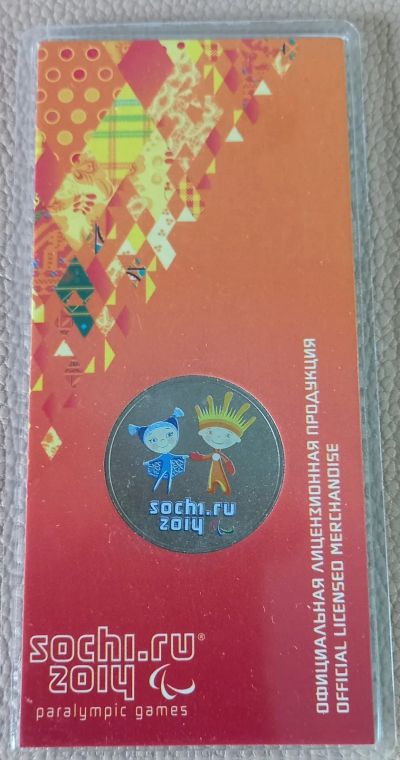 sochi.ru
2014
sochi.ru®
2014
paralympic games
ОФИЦИАЛЬНАЯ ЛИЦЕНЗИОННАЯ ПРОДУКЦИЯ
OFFICIAL LICENSED MERCHANDISE